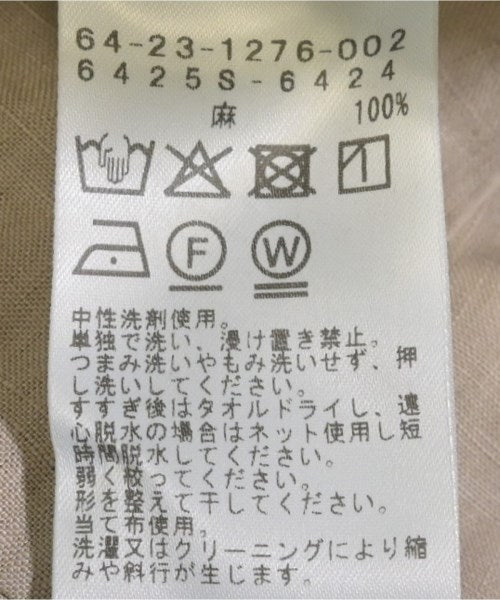 64-23-1276-002
6425S-6424
麻 100%
F W
中性洗剤使用。
単独で洗い、浸け置き禁止。
つまみ洗いやもみ洗いせず、押
し洗いしてください。
すすぎ後はタオルドライし、遠
心脱水の場合はネット使用し短
時間脱水してください。
弱く絞ってください。
形を整えて干してください。
当て布使用。
洗濯又はクリーニングにより縮
みや斜行が生じます。